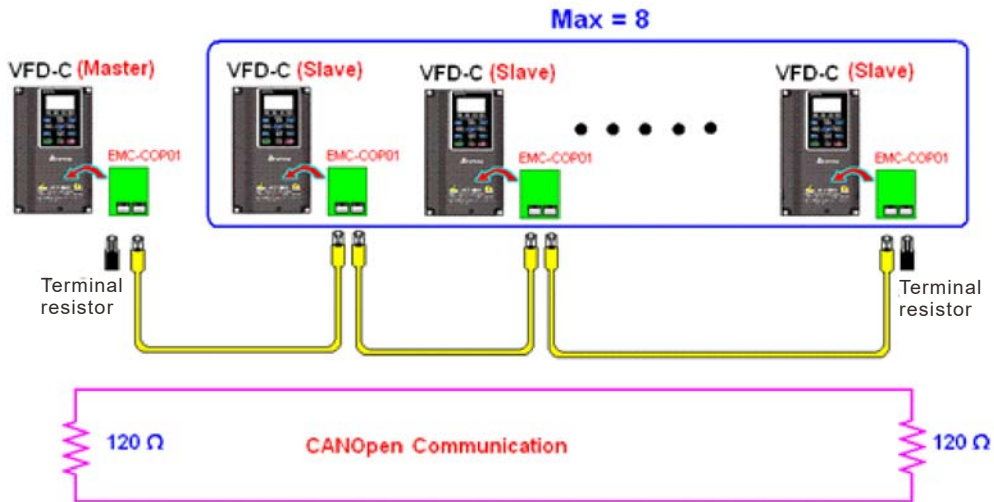 Max = 8
VFD-C (Master)
VFD-C (Slave)
VFD-C (Slave)
VFD-C (Slave)
EMC-COP01
EMC-COP01
EMC-COP01
EMC-COP01
Terminal
resistor
Terminal
resistor
120 Ω
CANOpen Communication
120 Ω